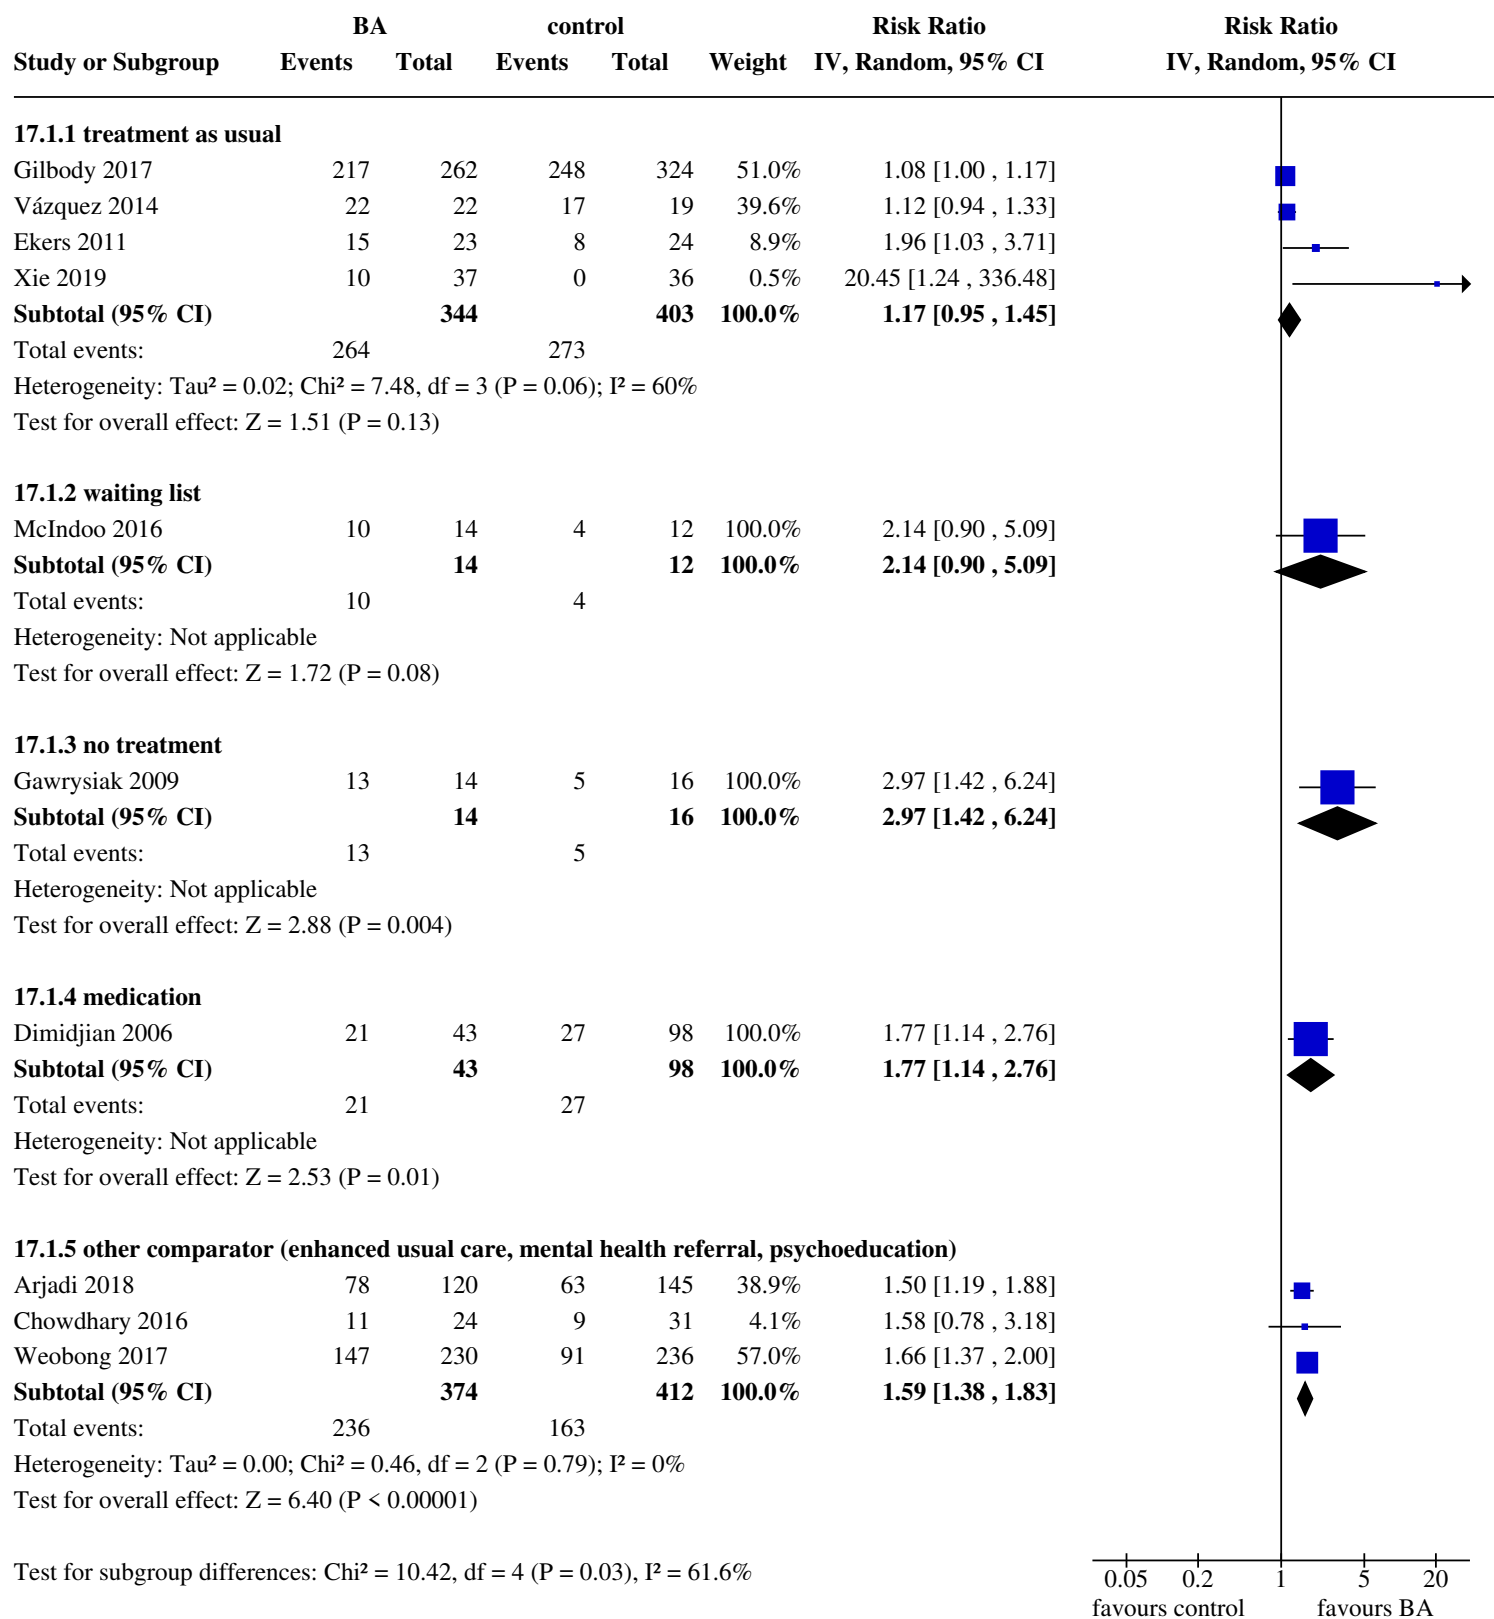 BA control Risk Ratio Risk Ratio
Study or Subgroup Events Total Events Total Weight IV, Random, 95% CI IV, Random, 95% CI
17.1.1 treatment as usual
Gilbody 2017 217 262 248 324 51.0% 1.08 [1.00 , 1.17]
Vázquez 2014 22 22 17 19 39.6% 1.12 [0.94 , 1.33]
Ekers 2011 15 23 8 24 8.9% 1.96 [1.03 , 3.71]
Xie 2019 10 37 0 36 0.5% 20.45 [1.24 , 336.48]
Subtotal (95% CI) 344 403 100.0% 1.17 [0.95 , 1.45]
Total events: 264 273
Heterogeneity: Tau² = 0.02; Chi² = 7.48, df = 3 (P = 0.06); I² = 60%
Test for overall effect: Z = 1.51 (P = 0.13)
17.1.2 waiting list
McIndoo 2016 10 14 4 12 100.0% 2.14 [0.90 , 5.09]
Subtotal (95% CI) 14 12 100.0% 2.14 [0.90 , 5.09]
Total events: 10 4
Heterogeneity: Not applicable
Test for overall effect: Z = 1.72 (P = 0.08)
17.1.3 no treatment
Gawrysiak 2009 13 14 5 16 100.0% 2.97 [1.42 , 6.24]
Subtotal (95% CI) 14 16 100.0% 2.97 [1.42 , 6.24]
Total events: 13 5
Heterogeneity: Not applicable
Test for overall effect: Z = 2.88 (P = 0.004)
17.1.4 medication
Dimidjian 2006 21 43 27 98 100.0% 1.77 [1.14 , 2.76]
Subtotal (95% CI) 43 98 100.0% 1.77 [1.14 , 2.76]
Total events: 21 27
Heterogeneity: Not applicable
Test for overall effect: Z = 2.53 (P = 0.01)
17.1.5 other comparator (enhanced usual care, mental health referral, psychoeducation)
Arjadi 2018 78 120 63 145 38.9% 1.50 [1.19 , 1.88]
Chowdhary 2016 11 24 9 31 4.1% 1.58 [0.78 , 3.18]
Weobong 2017 147 230 91 236 57.0% 1.66 [1.37 , 2.00]
Subtotal (95% CI) 374 412 100.0% 1.59 [1.38 , 1.83]
Total events: 236 163
Heterogeneity: Tau² = 0.00; Chi² = 0.46, df = 2 (P = 0.79); I² = 0%
Test for overall effect: Z = 6.40 (P < 0.00001)
Test for subgroup differences: Chi² = 10.42, df = 4 (P = 0.03), I² = 61.6%
0.05 0.2 1 5 20
favours control favours BA